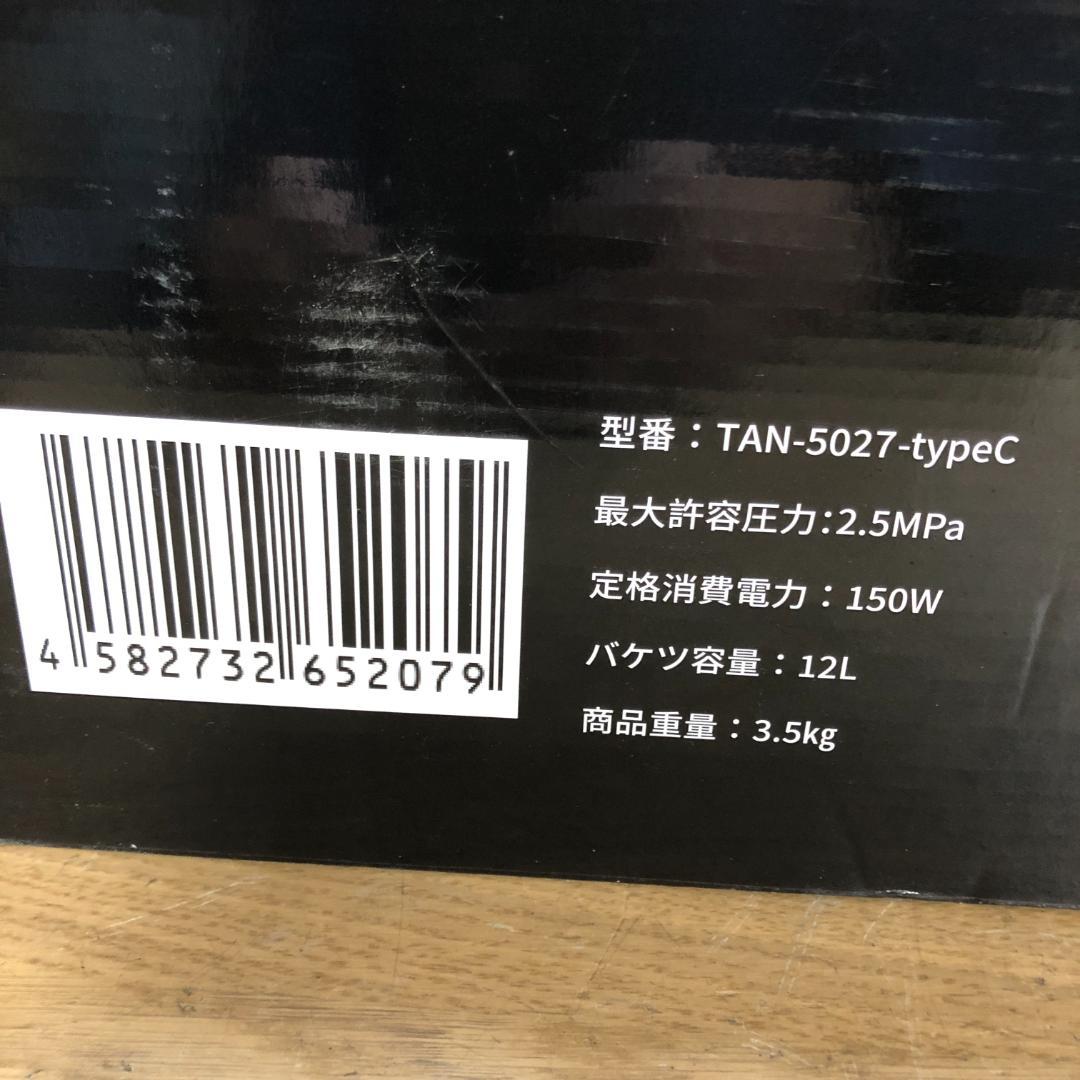 型番：TAN-5027-typeC
最大許容圧力:2.5MPa
定格消費電力：150W
バケツ容量：12L
商品重量：3.5kg
4 582732 652079